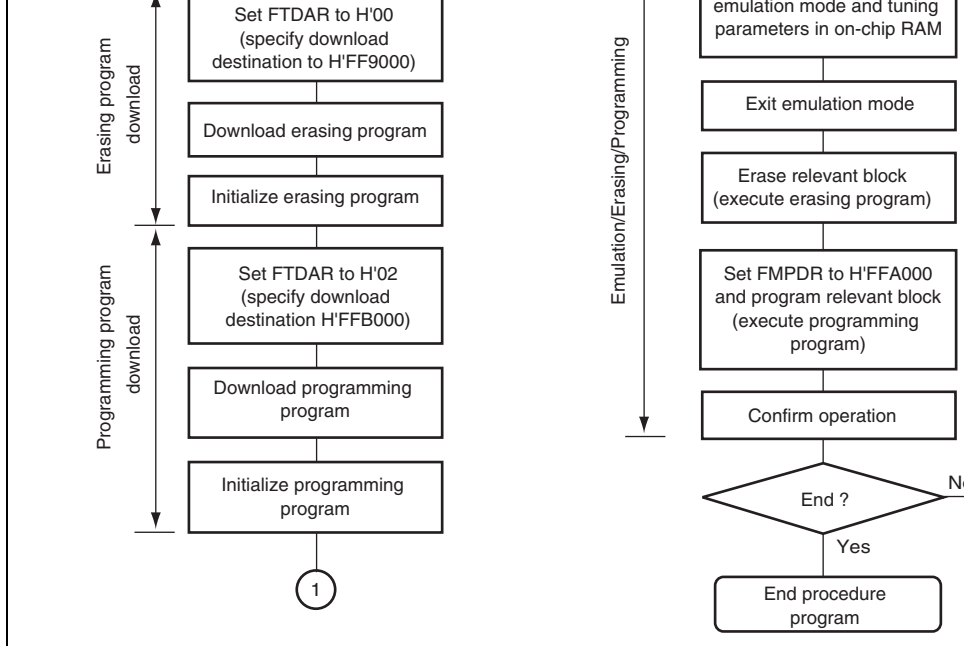 Erasing program
download
Set FTDAR to H'00
(specify download
destination to H'FF9000)
Download erasing program
Initialize erasing program
Programming program
download
Set FTDAR to H'02
(specify download
destination H'FFB000)
Download programming
program
Initialize programming
program
1
Emulation/Erasing/Programming
emulation mode and tuning
parameters in on-chip RAM
Exit emulation mode
Erase relevant block
(execute erasing program)
Set FMPDR to H'FFA000
and program relevant block
(execute programming
program)
Confirm operation
End ?
Yes
End procedure
program